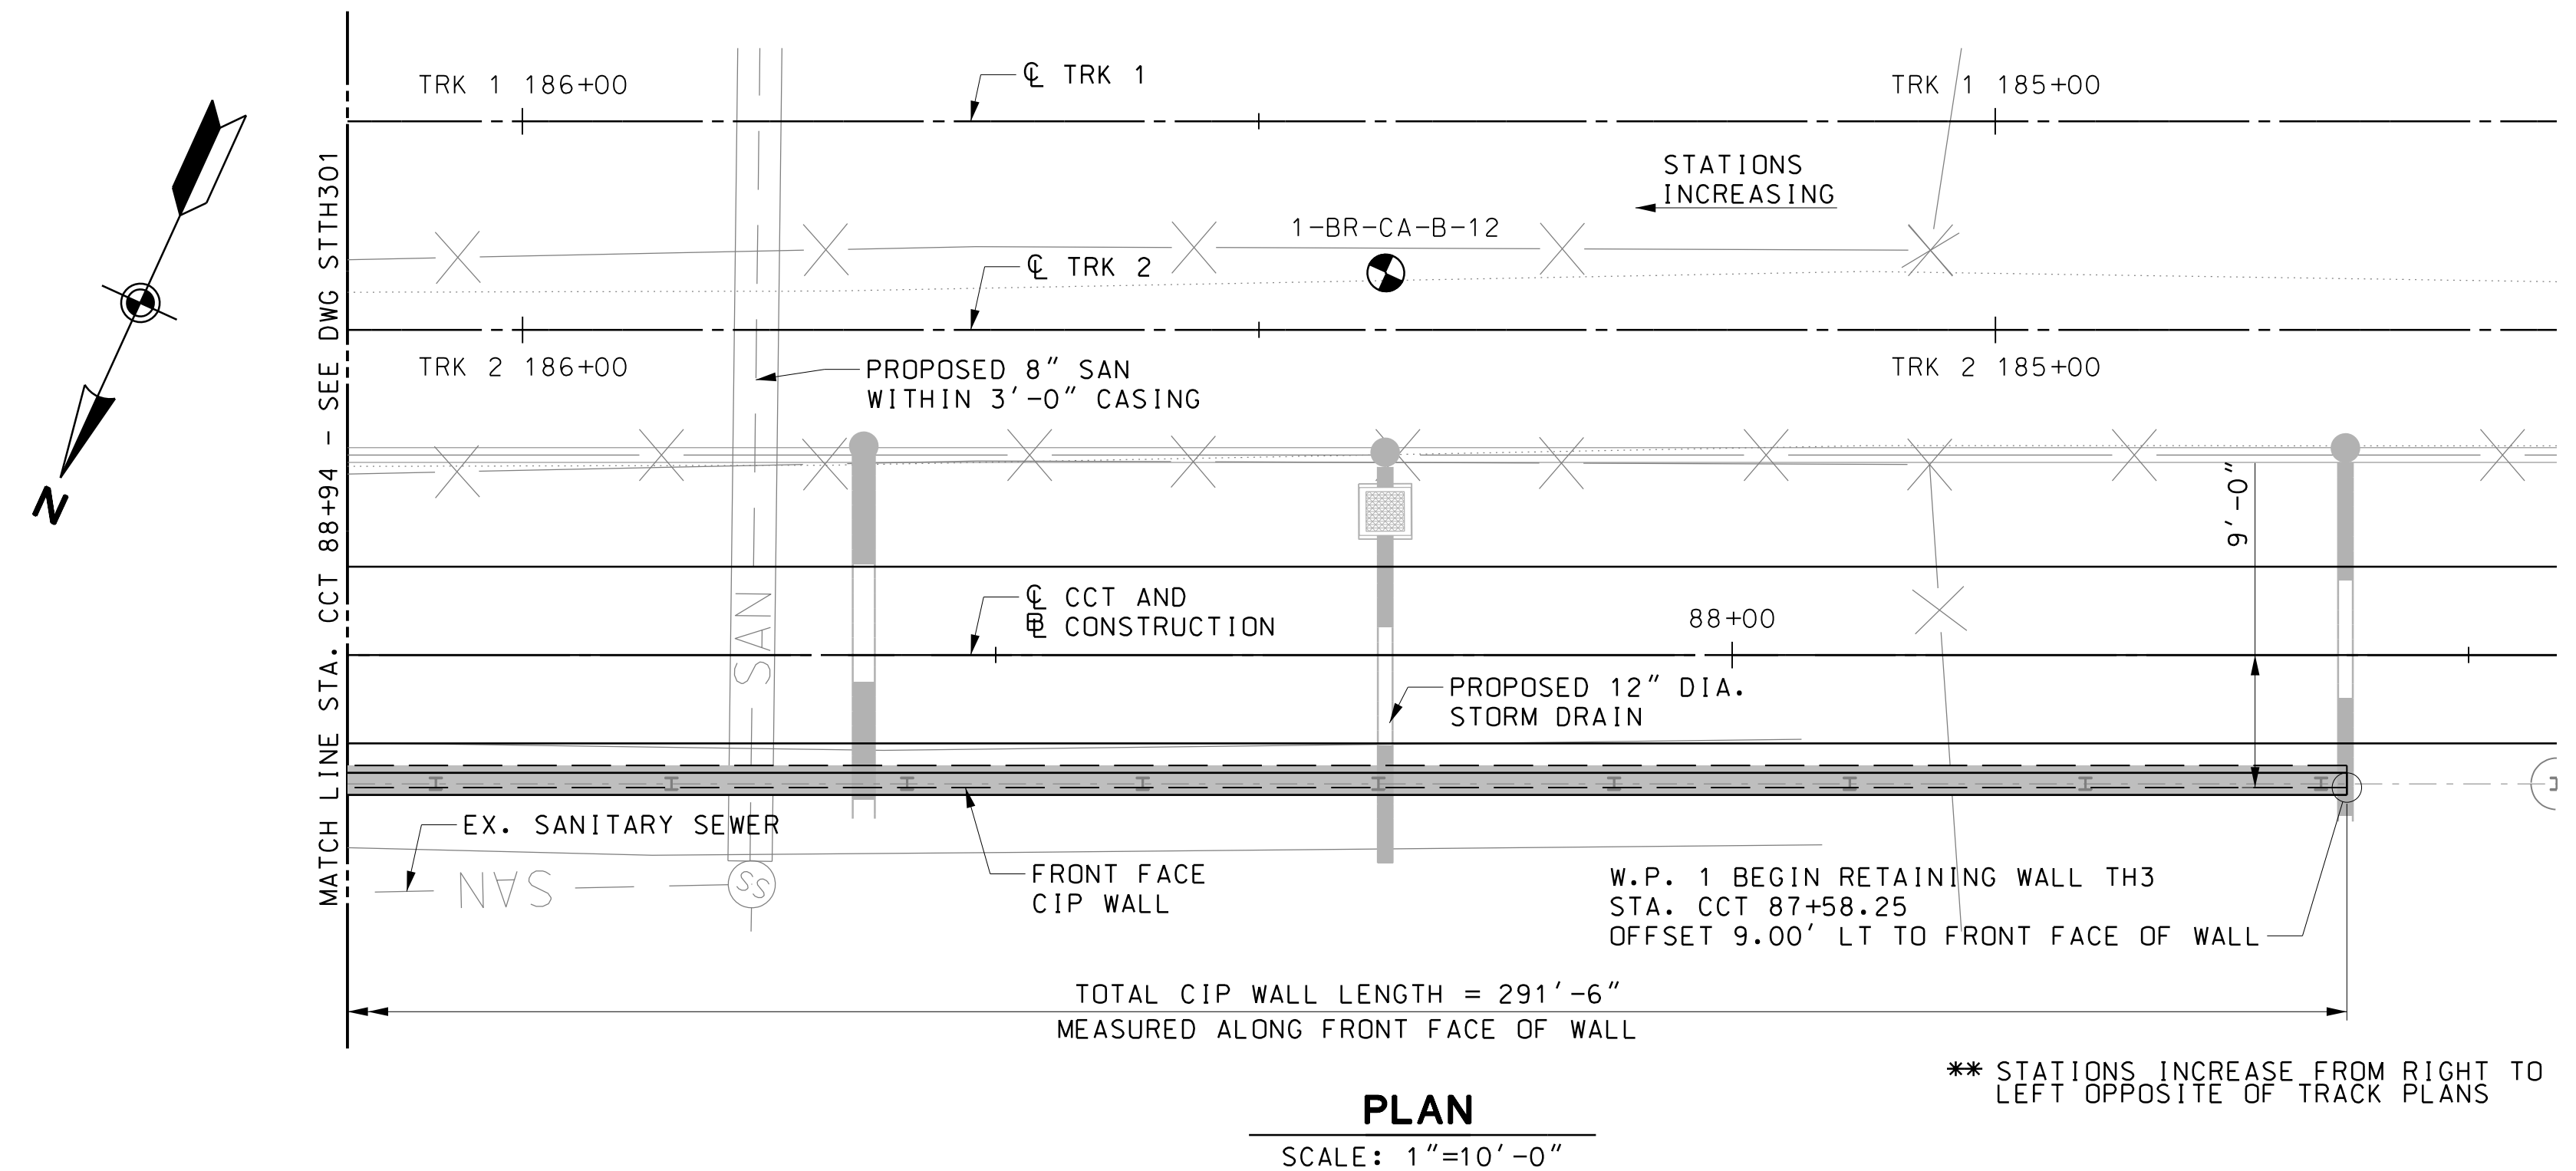 TRK 1 186+00
℄ TRK 1
TRK 1 185+00
STATIONS
INCREASING
1-BR-CA-B-12
℄ TRK 2
TRK 2 186+00
PROPOSED 8" SAN
WITHIN 3'-0" CASING
TRK 2 185+00
N
MATCH LINE STA. CCT 88+94 - SEE DWG STTH301
9'-0"
SAN
℄ CCT AND
BL CONSTRUCTION
88+00
PROPOSED 12" DIA.
STORM DRAIN
EX. SANITARY SEWER
SAN
SS
FRONT FACE
CIP WALL
W.P. 1 BEGIN RETAINING WALL TH3
STA. CCT 87+58.25
OFFSET 9.00' LT TO FRONT FACE OF WALL
TOTAL CIP WALL LENGTH = 291'-6"
MEASURED ALONG FRONT FACE OF WALL
** STATIONS INCREASE FROM RIGHT TO
LEFT OPPOSITE OF TRACK PLANS
PLAN
SCALE: 1"=10'-0"